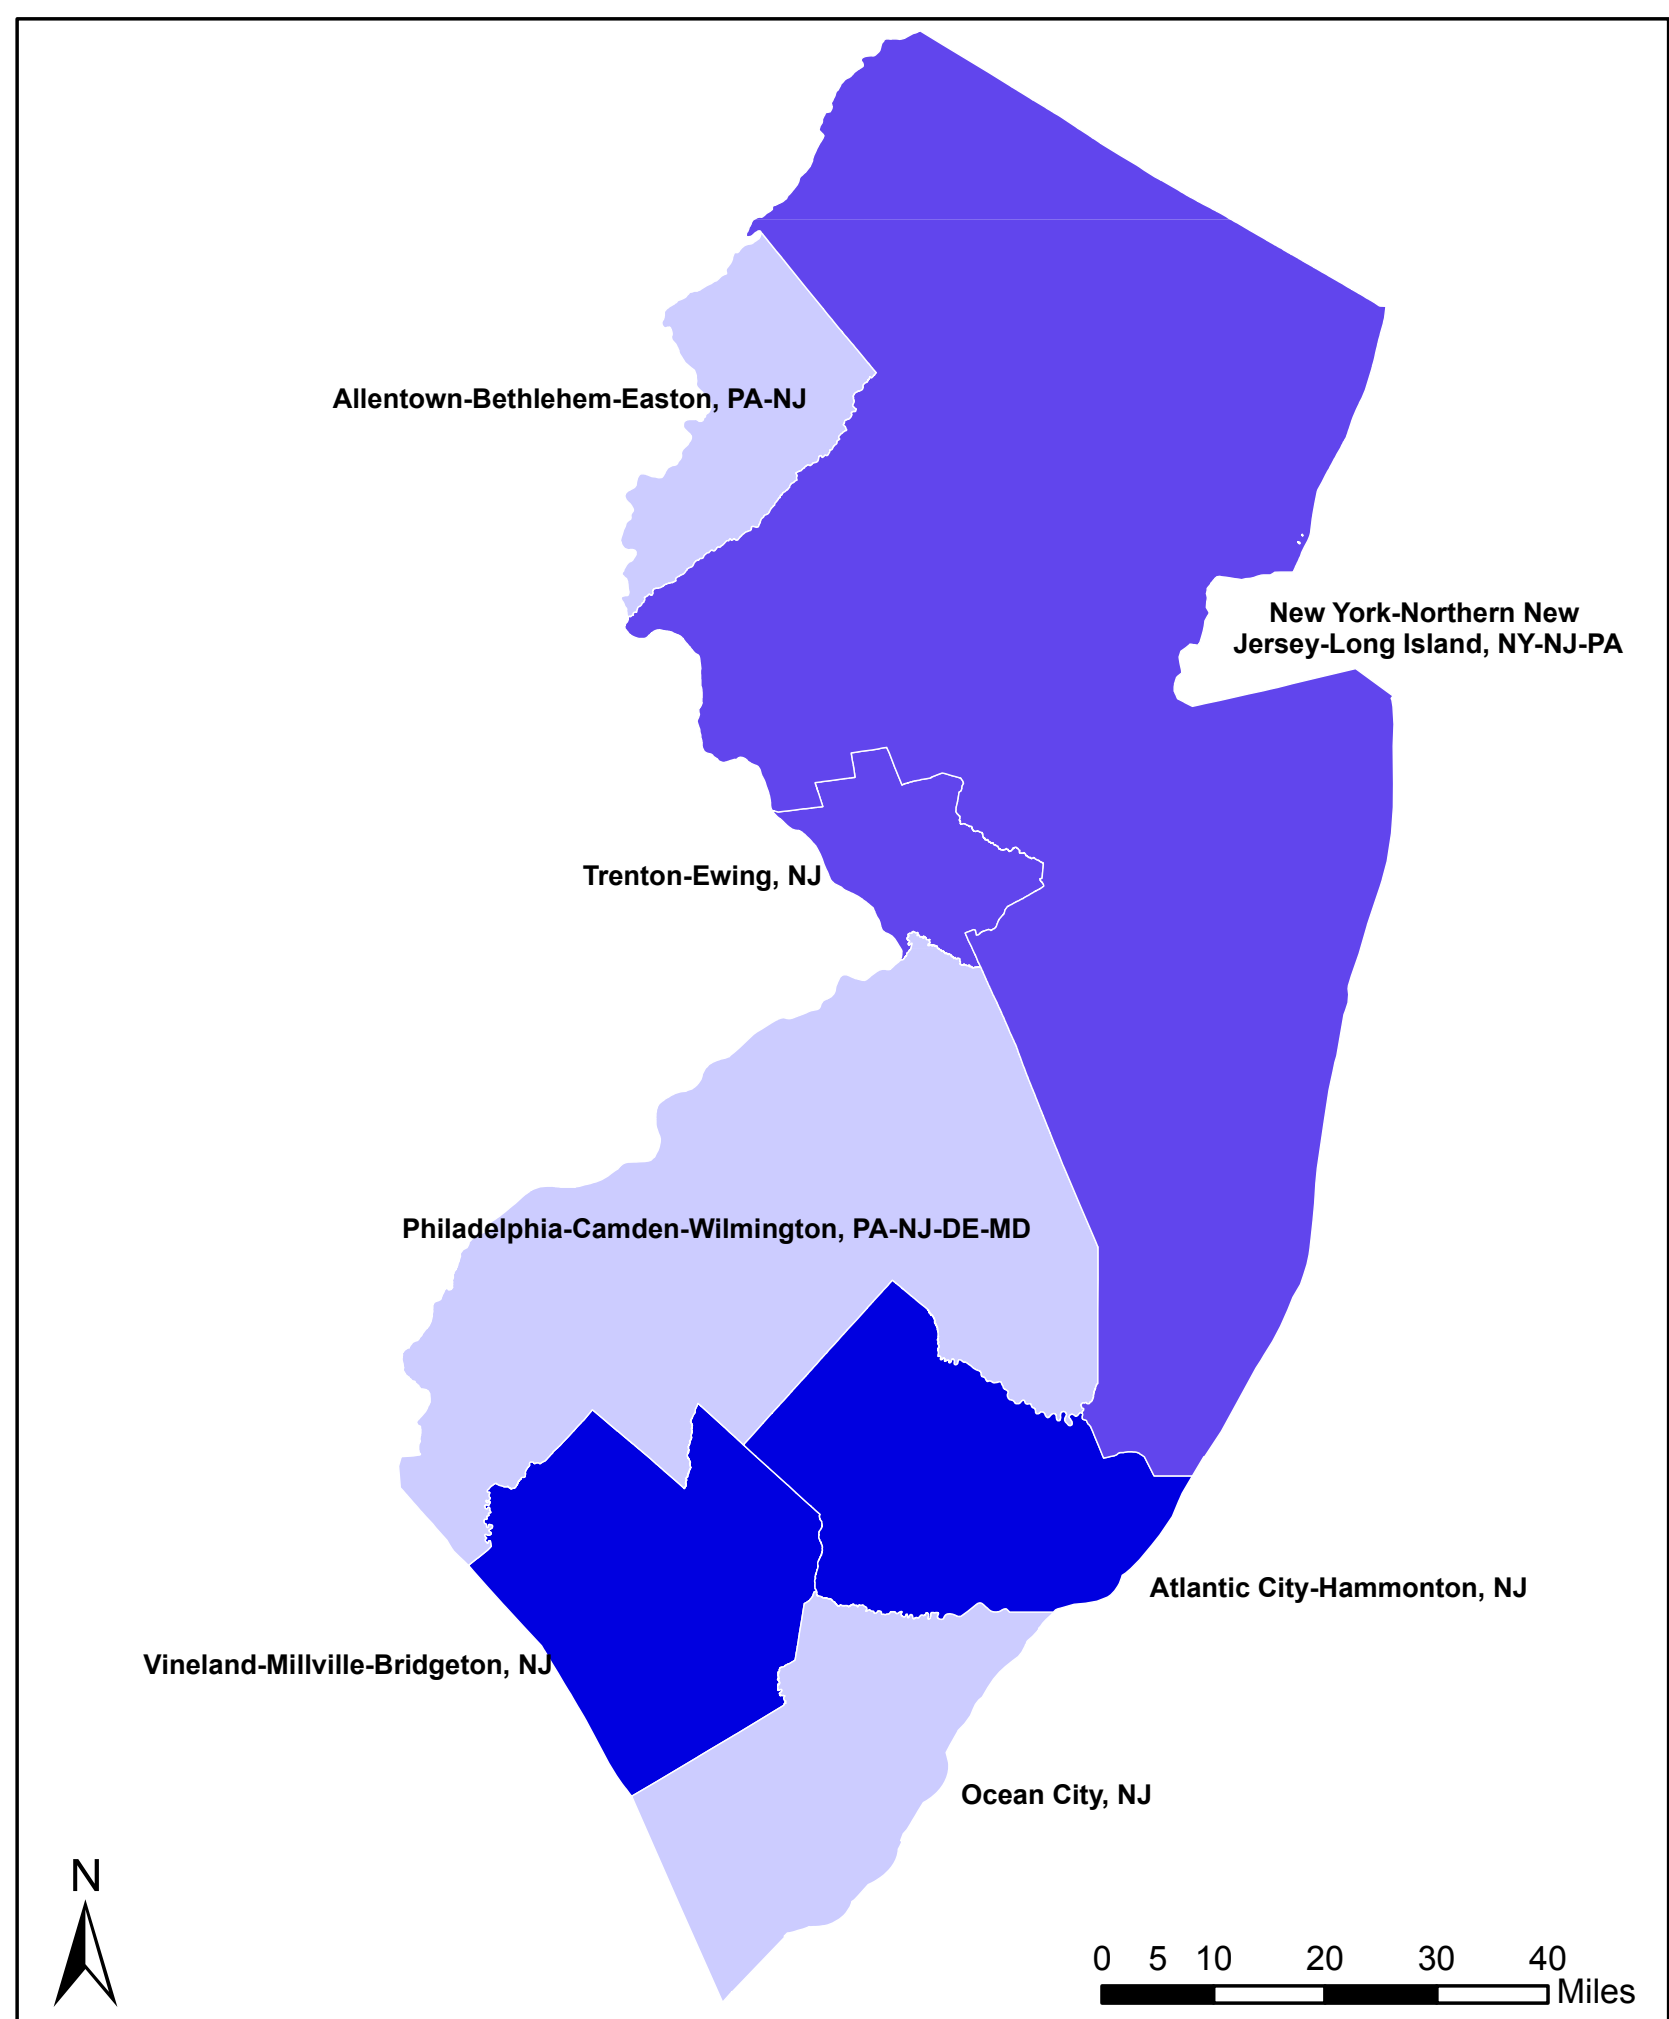 Allentown-Bethlehem-Easton, PA-NJ
New York-Northern New
Jersey-Long Island, NY-NJ-PA
Trenton-Ewing, NJ
Philadelphia-Camden-Wilmington, PA-NJ-DE-MD
Atlantic City-Hammonton, NJ
Vineland-Millville-Bridgeton, NJ
Ocean City, NJ
N
0 5 10 20 30 40
Miles